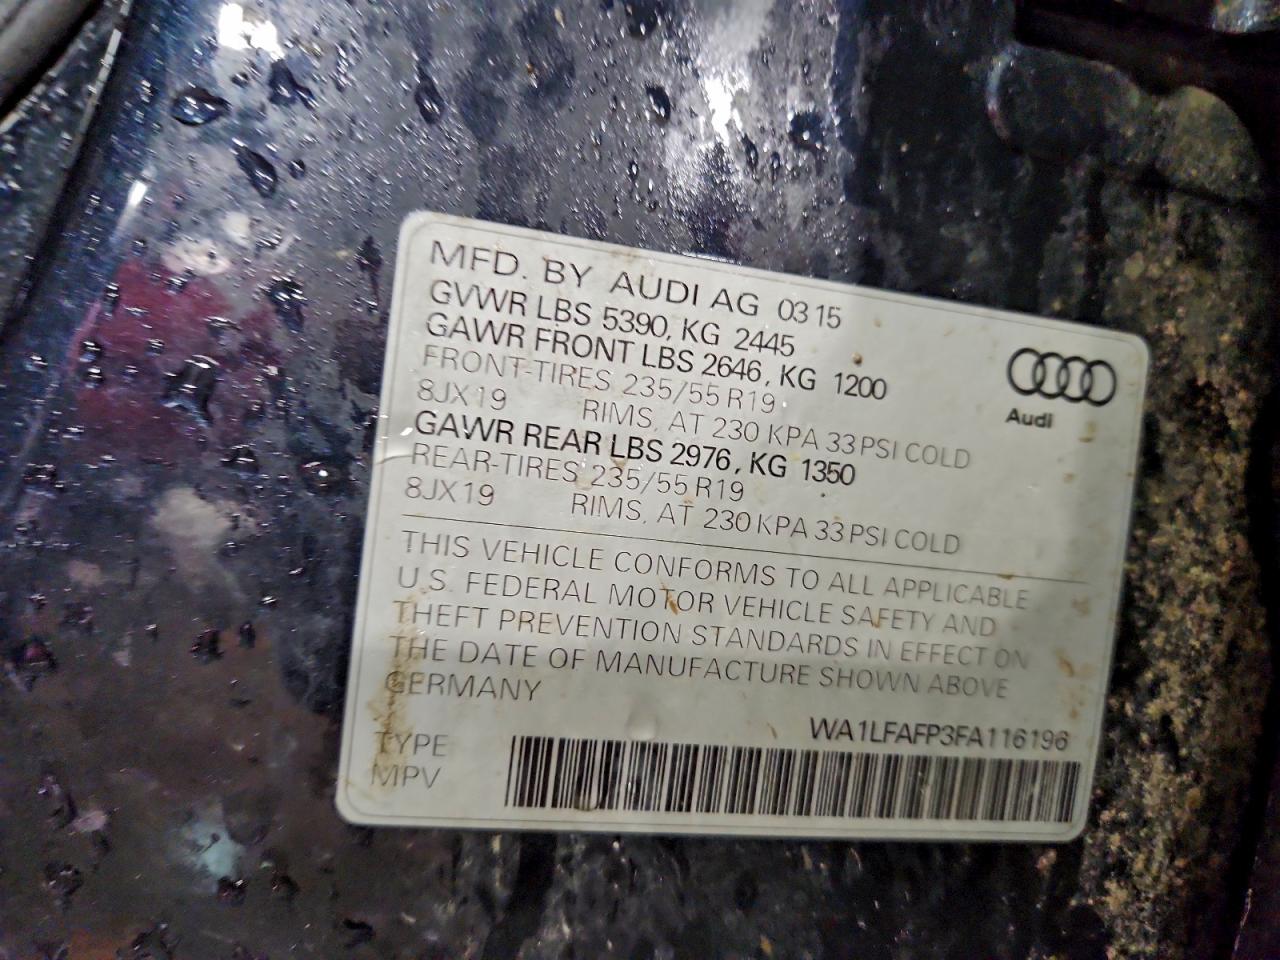 MFD. BY AUDI AG 03 15
GVWR LBS 5390, KG 2445
GAWR FRONT LBS 2646, KG 1200
FRONT-TIRES 235/55 R19
8JX19 RIMS, AT 230 KPA 33 PSI COLD
GAWR REAR LBS 2976, KG 1350
REAR-TIRES 235/55 R19
8JX19 RIMS, AT 230 KPA 33 PSI COLD
Audi
THIS VEHICLE CONFORMS TO ALL APPLICABLE
U.S. FEDERAL MOTOR VEHICLE SAFETY AND
THEFT PREVENTION STANDARDS IN EFFECT ON
THE DATE OF MANUFACTURE SHOWN ABOVE
GERMANY
WA1LFAFP3FA116196
TYPE
MPV